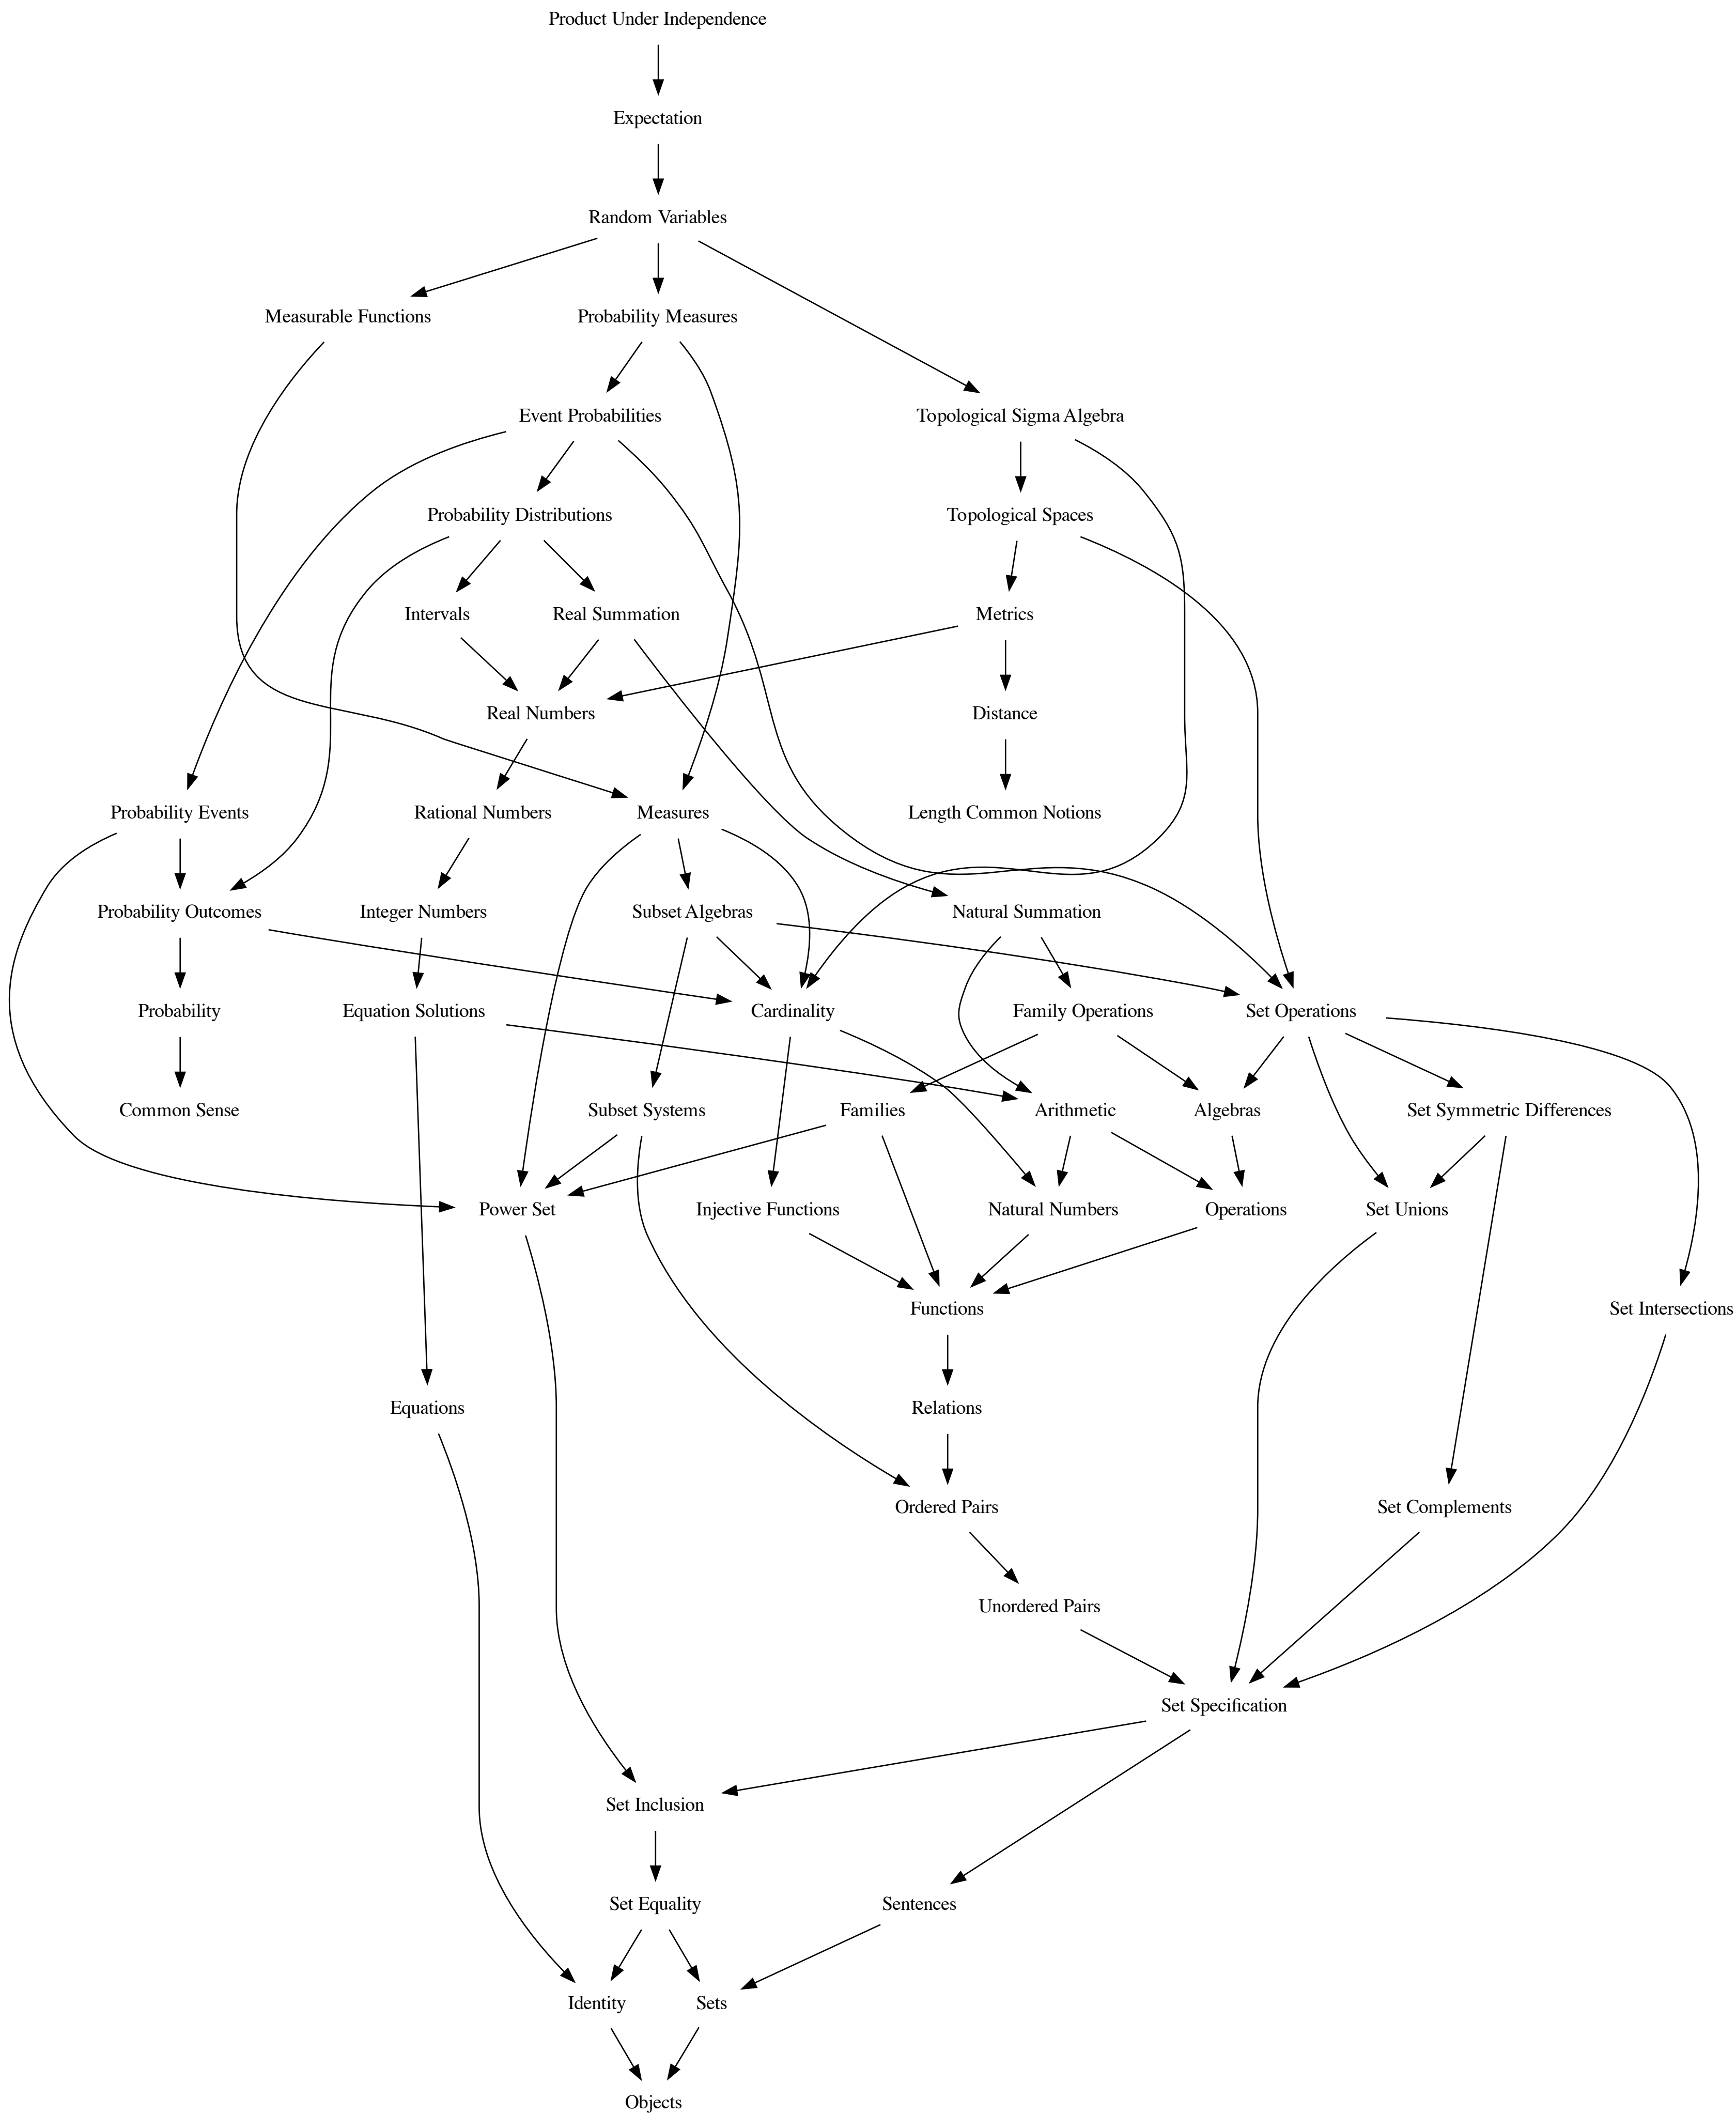 Product Under Independence
Expectation
Random Variables
Measurable Functions
Probability Measures
Event Probabilities
Topological Sigma Algebra
Probability Distributions
Topological Spaces
Intervals
Real Summation
Metrics
Real Numbers
Distance
Probability Events
Rational Numbers
Measures
Length Common Notions
Probability Outcomes
Integer Numbers
Subset Algebras
Natural Summation
Probability
Equation Solutions
Cardinality
Family Operations
Set Operations
Common Sense
Subset Systems
Families
Arithmetic
Algebras
Set Symmetric Differences
Power Set
Injective Functions
Natural Numbers
Operations
Set Unions
Functions
Set Intersections
Equations
Relations
Ordered Pairs
Set Complements
Unordered Pairs
Set Specification
Set Inclusion
Set Equality
Sentences
Identity
Sets
Objects